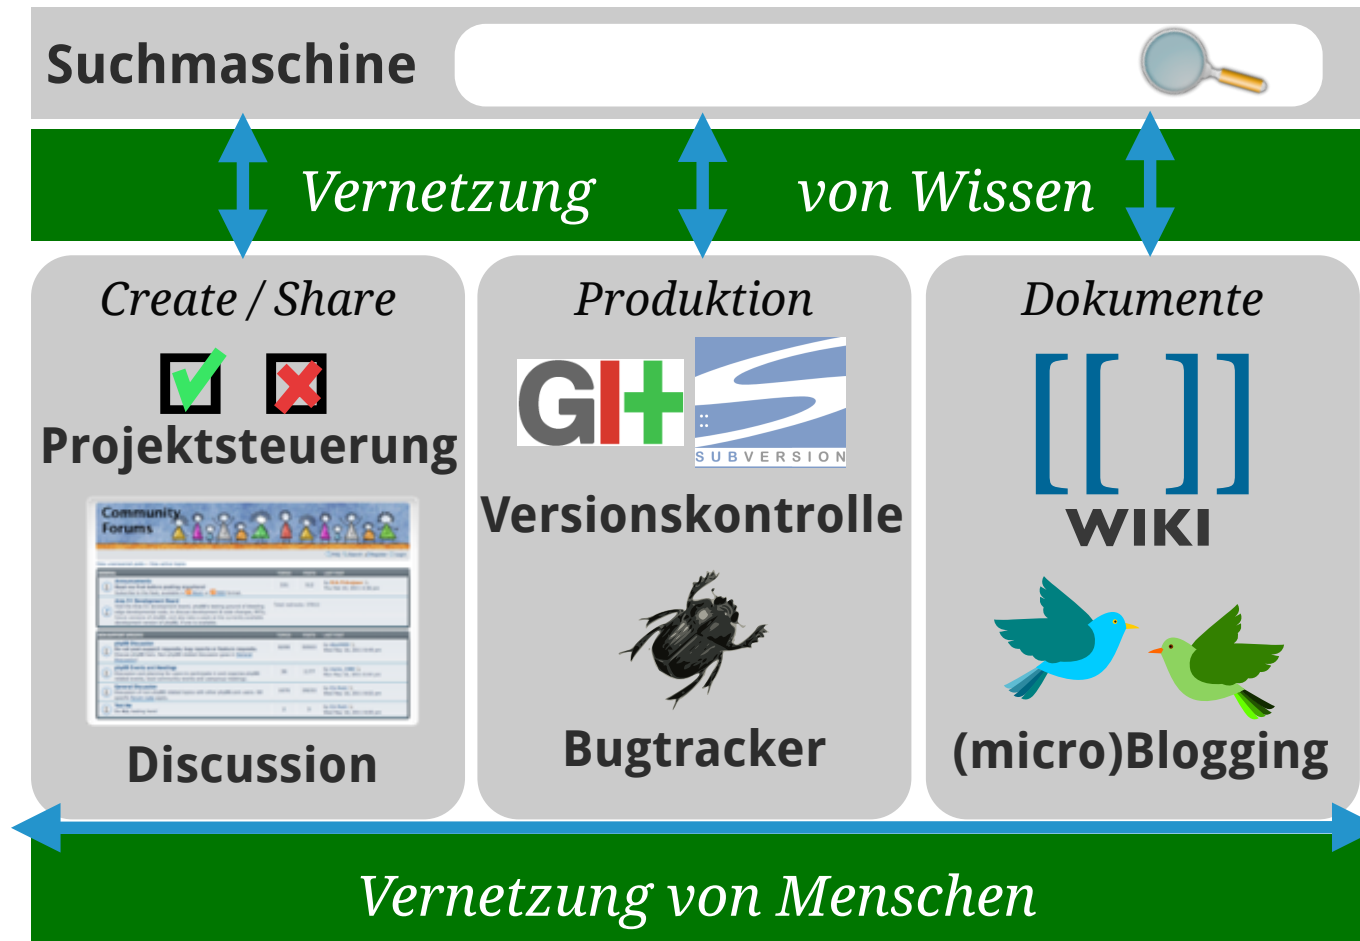 Suchmaschine
Vernetzung von Wissen
Create / Share
Projektsteuerung
Community
Forums
Discussion
Produktion
GIt
SUBVERSION
Versionskontrolle
Bugtracker
Dokumente
[[ ]]
WIKI
(micro)Blogging
Vernetzung von Menschen